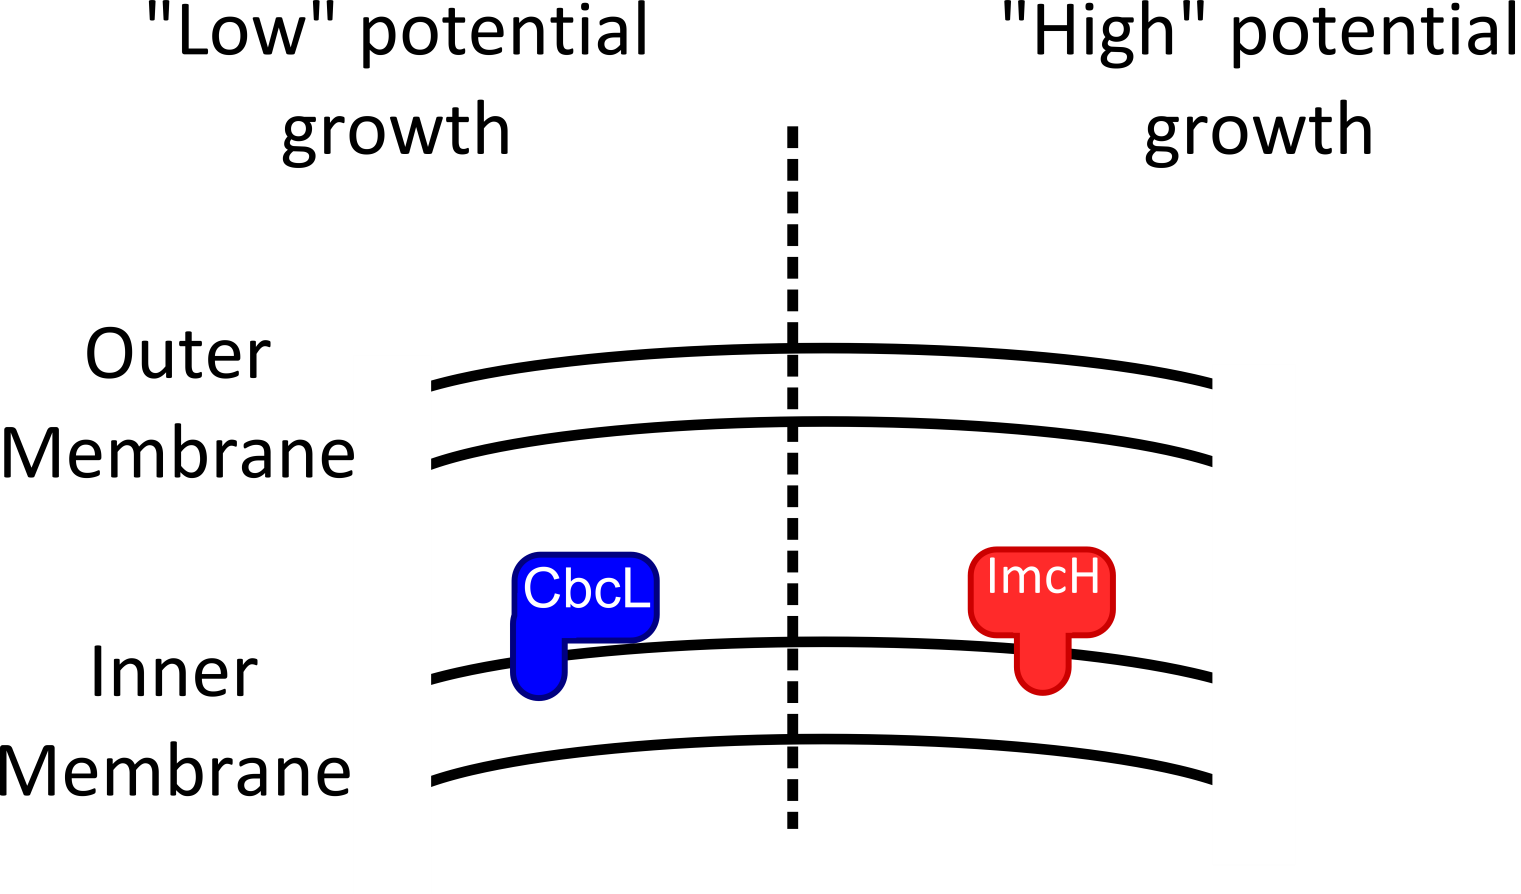 "Low" potential
growth
"High" potential
growth
Outer
Membrane
CbcL
ImcH
Inner
Membrane